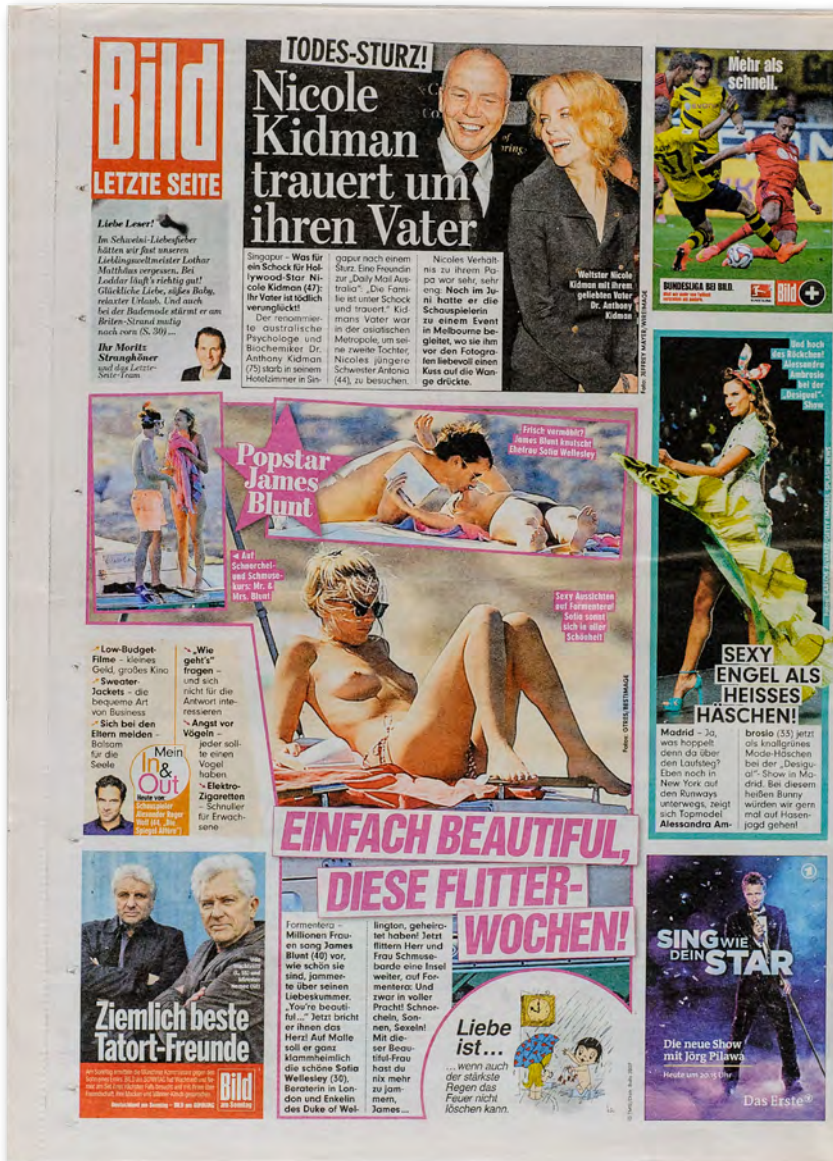 Bild
LETZTE SEITE
Liebe Leser!
Im Schweini-Liebesfieber
hätten wir fast unseren
Lieblingsweltmeister Lothar
Matthäus vergessen. Bei
Loddar läuft's richtig gut!
Glückliche Liebe, süßes Baby,
relaxter Urlaub. Und auch
bei der Bademode stürmt er am
Briten-Strand mutig
nach vorn (S. 30) ...
Ihr Moritz
Stranghöner
und das Letzte-
Seite-Team
TODES-STURZ!
Nicole
Kidman
trauert um
ihren Vater
Singapur – Was für
ein Schock für Hol-
lywood-Star Ni-
cole Kidman (47):
Ihr Vater ist tödlich
verunglückt!
Der renommier-
te australische
Psychologe und
Biochemiker Dr.
Anthony Kidman
(75) starb in seinem
Hotelzimmer in Sin-
gapur nach einem
Sturz. Eine Freundin
zur „Daily Mail Aus-
tralia": „Die Fami-
lie ist unter Schock
und trauert." Kid-
mans Vater war
in der asiatischen
Metropole, um sei-
ne zweite Tochter,
Nicoles jüngere
Schwester Antonia
(44), zu besuchen.
Nicoles Verhält-
nis zu ihrem Pa-
pa war sehr, sehr
eng. Noch im Ju-
ni hatte er die
Schauspielerin
zu einem Event
in Melbourne be-
gleitet, wo sie ihm
vor den Fotogra-
fen liebevoll einen
Kuss auf die Wan-
ge drückte.
Weltstar Nicole
Kidman mit ihrem
geliebten Vater
Dr. Anthony
Kidman
Foto: JEFFREY MAYER, WIREIMAGE
Mehr als
schnell.
BUNDESLIGA BEI BILD.
Bild
Popstar
James
Blunt
Frisch vermählt?
James Blunt knutscht
Ehefrau Sofia Wellesley
Auf
Schnorchel-
und Schmuse-
kurs: Mr. &
Mrs. Blunt
Sexy Aussichten
auf Formentera!
Sofia sonnt
sich in aller
Schönheit
Fotos: GTRES, BESTIMAGE
Und hoch
das Röckchen!
Alessandra
Ambrosio
bei der
„Desigual"-
Show
SEXY
ENGEL ALS
HEISSES
HÄSCHEN!
Madrid – Ja,
was hoppelt
denn da über
den Laufsteg?
Eben noch in
New York auf
den Runways
unterwegs, zeigt
sich Topmodel
Alessandra Am-
brosio (33) jetzt
als knallgrünes
Mode-Häschen
bei der „Desigu-
al"-Show in Ma-
drid. Bei diesem
heißen Bunny
würden wir gern
mal auf Hasen-
jagd gehen!
Low-Budget-
Filme – kleines
Geld, großes Kino
Sweater-
Jackets – die
bequeme Art
von Business
Sich bei den
Eltern melden –
Balsam
für die
Seele
„Wie
geht's"
fragen –
und sich
nicht für die
Antwort inte-
ressieren
Angst vor
Vögeln –
jeder soll-
te einen
Vogel
haben
Elektro-
Zigaretten
– Schnuller
für Erwach-
sene
Mein
In
&
Out
Heute von:
Schauspieler
EINFACH BEAUTIFUL,
DIESE FLITTER-
WOCHEN!
Formentera –
Millionen Frau-
en sang James
Blunt (40) vor,
wie schön sie
sind, jammer-
te über seinen
Liebeskummer.
„You're beauti-
ful ..." Jetzt bricht
er ihnen das
Herz! Auf Malle
soll er ganz
klammheimlich
die schöne Sofia
Wellesley (30),
Beraterin in Lon-
don und Enkelin
des Duke of Wel-
lington, geheira-
tet haben! Jetzt
flittern Herr und
Frau Schmuse-
barde eine Insel
weiter, auf For-
mentera: Und
zwar in voller
Pracht! Schnor-
cheln, Son-
nen, Sexeln!
Mit die-
ser Beau-
tiful-Frau
hast du
nix mehr
zu jam-
mern,
James ...
Liebe
ist ...
... wenn auch
der stärkste
Regen das
Feuer nicht
löschen kann.
Ziemlich beste
Tatort-Freunde
Bild
am Sonntag
SING WIE
DEIN STAR
Die neue Show
mit Jörg Pilawa
Heute um 20.15 Uhr
Das Erste